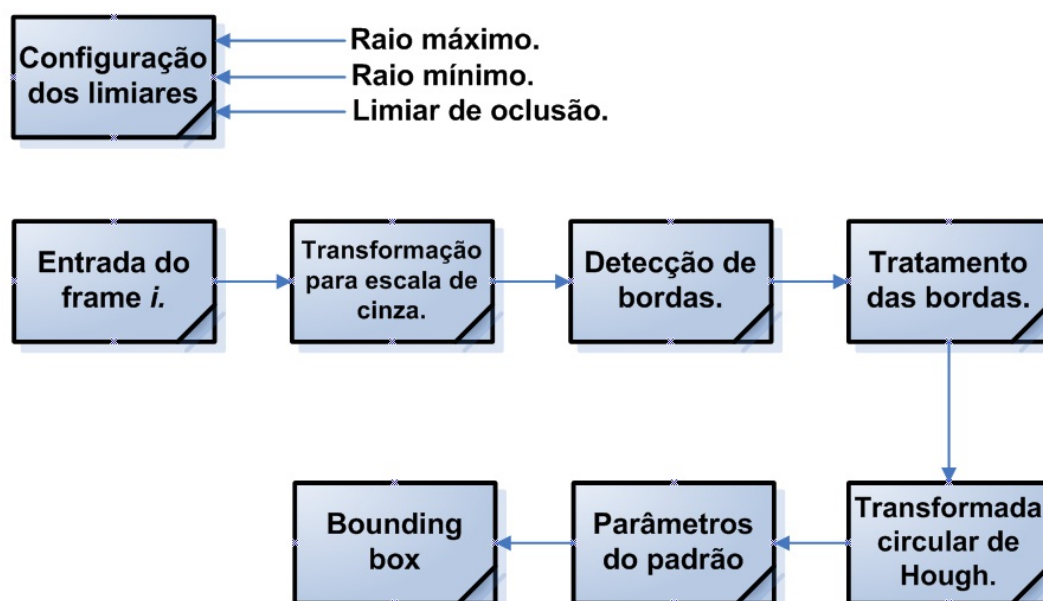 Configuração
dos limiares
Raio máximo.
Raio mínimo.
Limiar de oclusão.
Entrada do
frame i.
Transformação
para escala de
cinza.
Detecção de
bordas.
Tratamento
das bordas.
Transformada
circular de
Hough.
Parâmetros
do padrão
Bounding
box